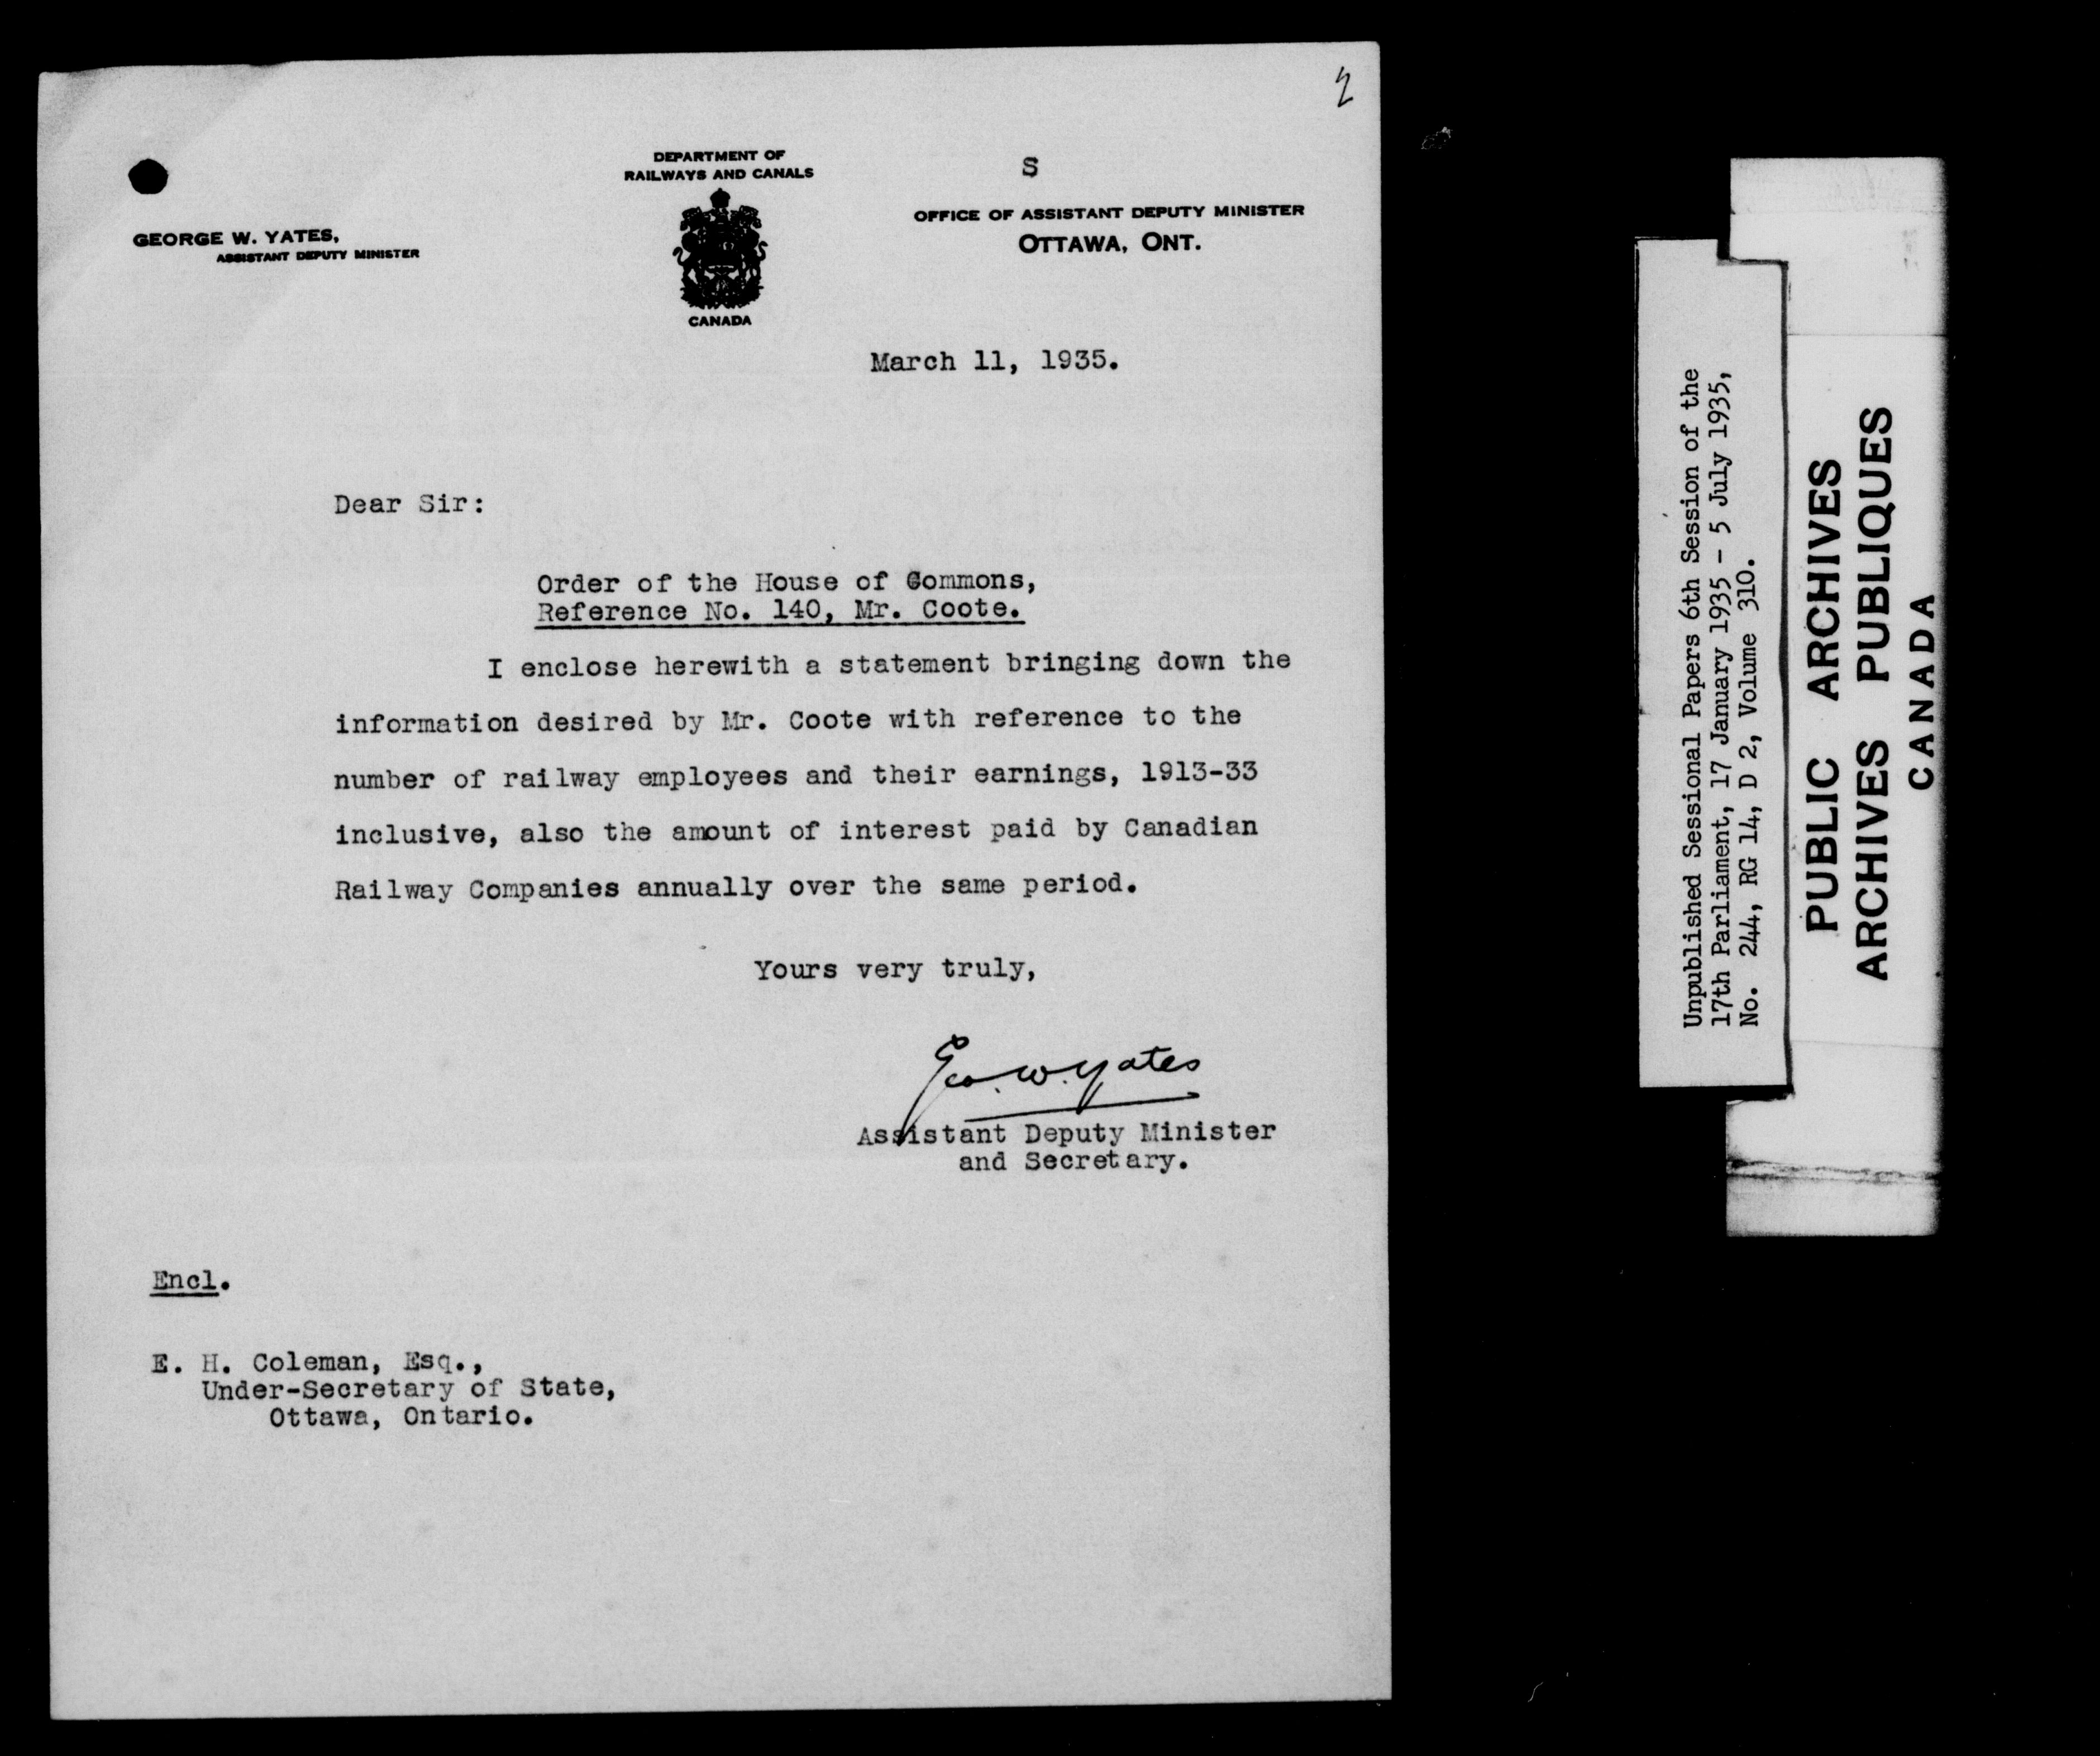 2
DEPARTMENT OF
RAILWAYS AND CANALS
S
GEORGE W. YATES,
ASSISTANT DEPUTY MINISTER
OFFICE OF ASSISTANT DEPUTY MINISTER
OTTAWA, ONT.
CANADA
March 11, 1935.
Dear Sir:
Order of the House of Commons,
Reference No. 140, Mr. Coote.
I enclose herewith a statement bringing down the
information desired by Mr. Coote with reference to the
number of railway employees and their earnings, 1913-33
inclusive, also the amount of interest paid by Canadian
Railway Companies annually over the same period.
Yours very truly,
Geo. W. Yates
Assistant Deputy Minister
and Secretary.
Encl.
E. H. Coleman, Esq.,
Under-Secretary of State,
Ottawa, Ontario.
Unpublished Sessional Papers 6th Session of the
17th Parliament, 17 January 1935 - 5 July 1935,
No. 244, RG 14, D 2, Volume 310.
PUBLIC ARCHIVES
ARCHIVES PUBLIQUES
CANADA